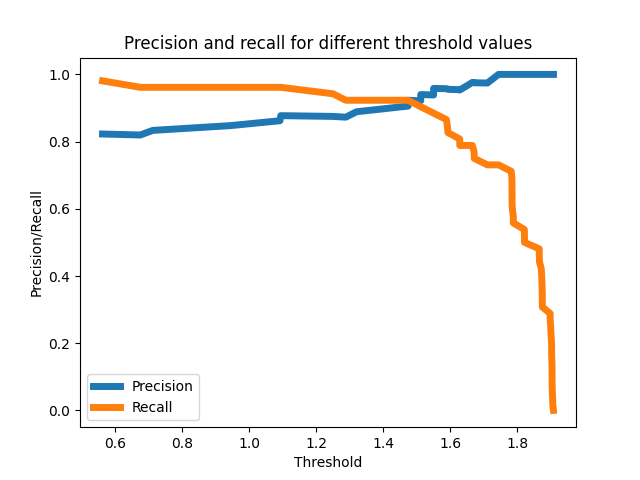 Precision and recall for different threshold values
1.0
0.8
0.6
0.4
0.2
0.0
Precision/Recall
Precision
Recall
0.6 0.8 1.0 1.2 1.4 1.6 1.8
Threshold